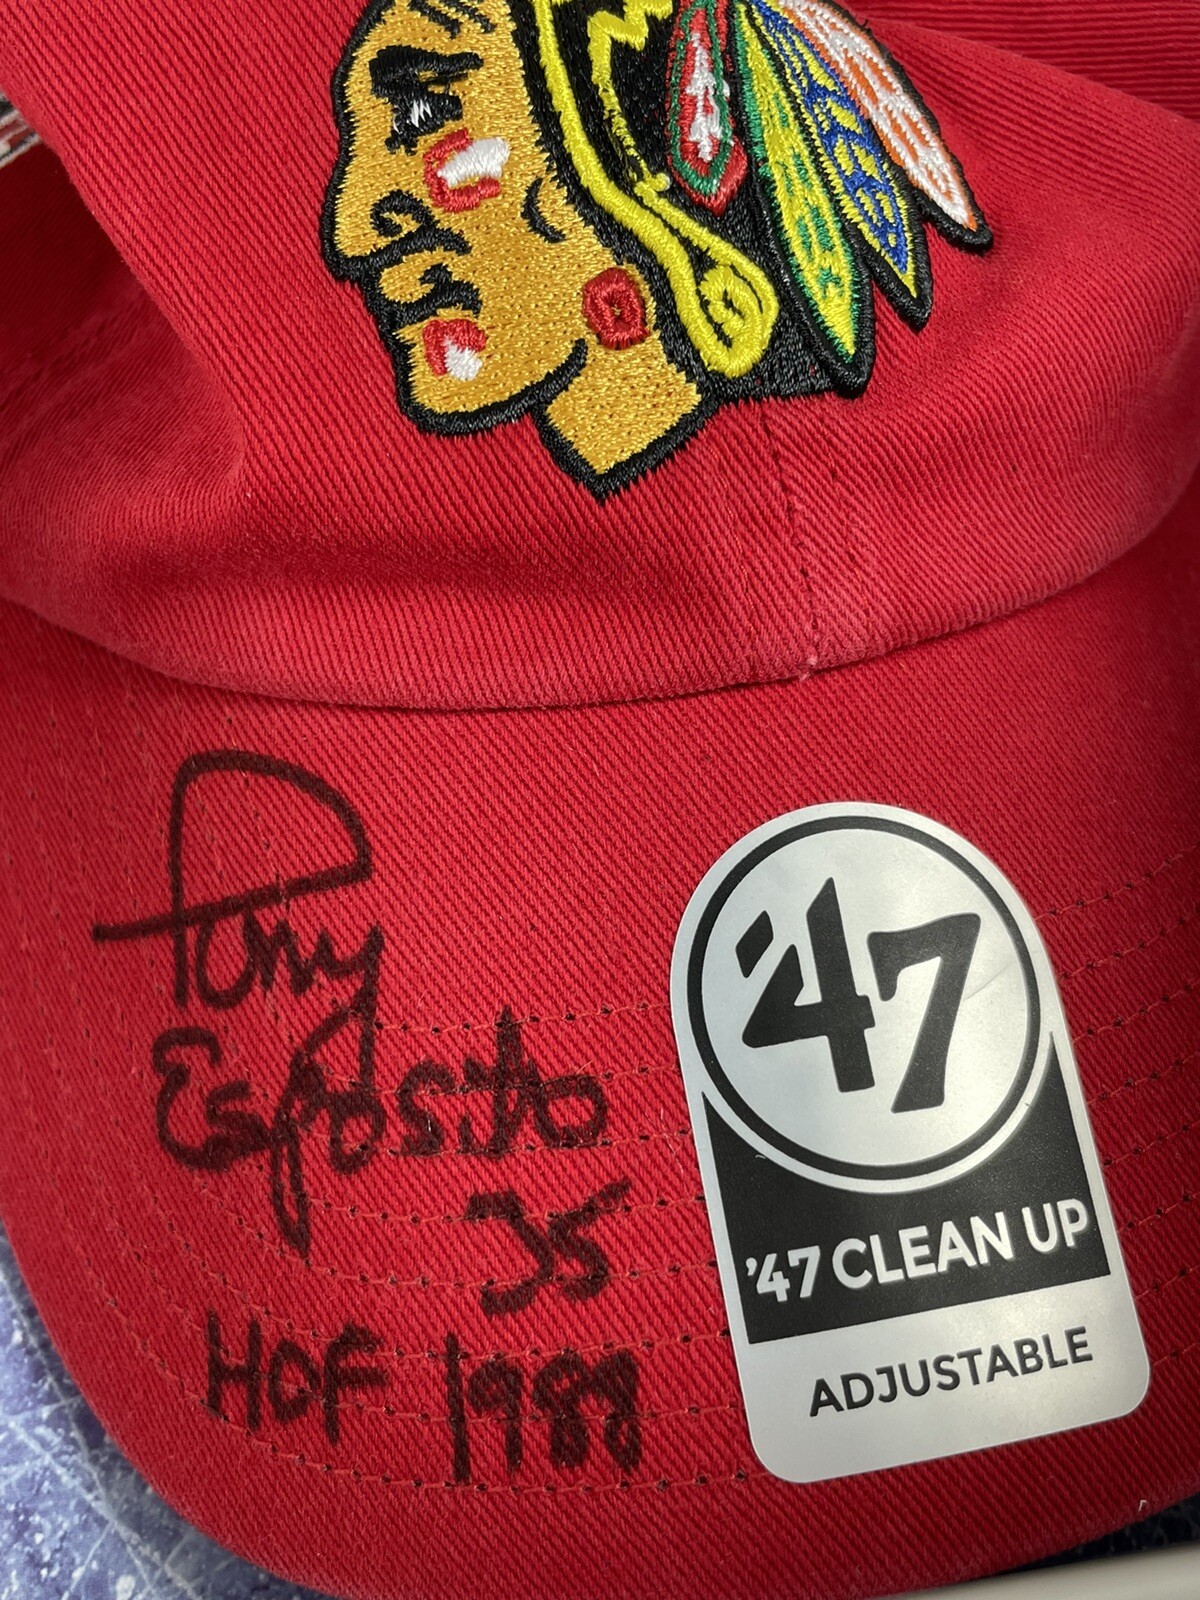 Tony
Esposito
35
HOF 1988
'47
'47 CLEAN UP
ADJUSTABLE